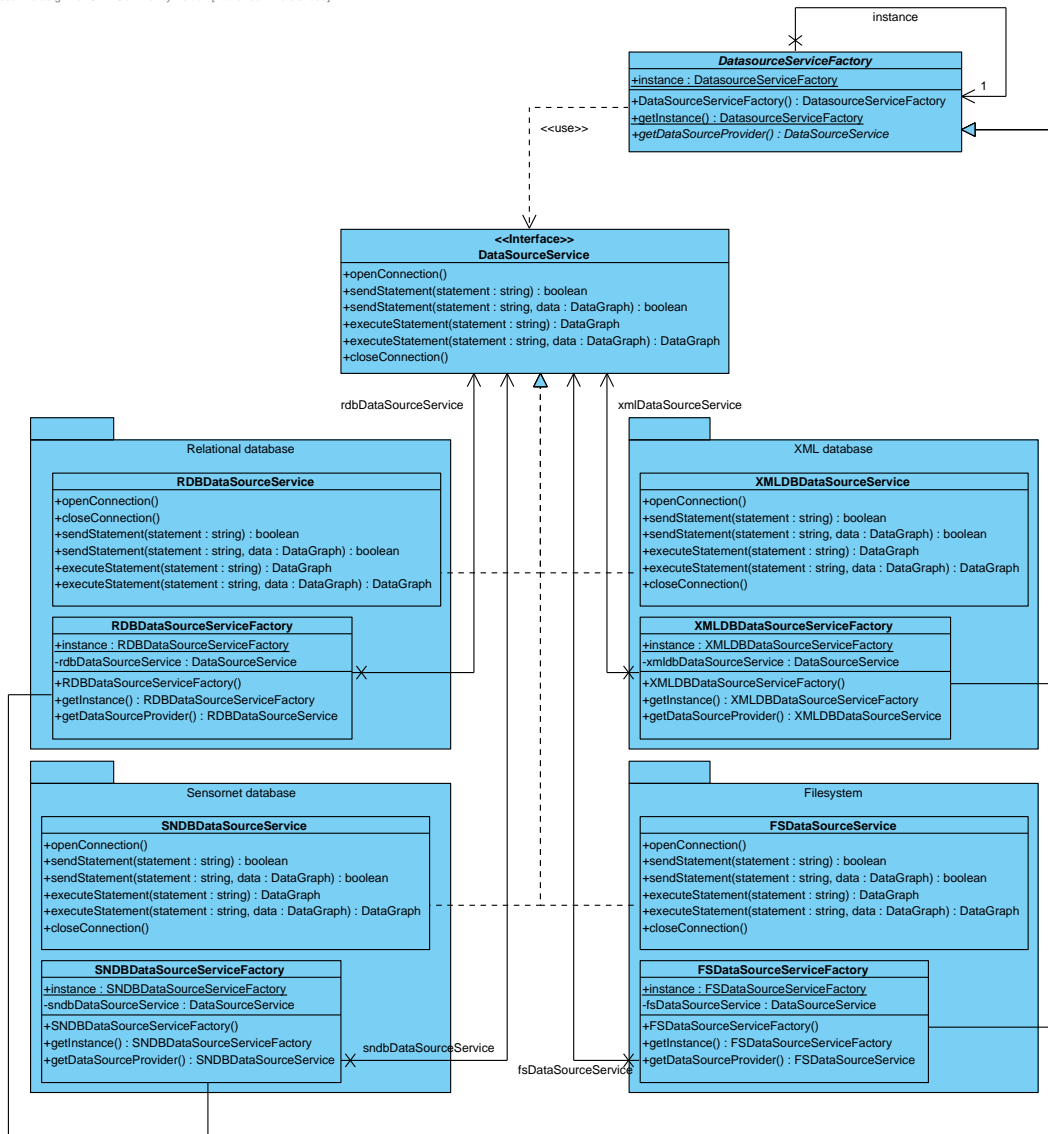 instance
DatasourceServiceFactory
+instance : DatasourceServiceFactory
1
+DataSourceServiceFactory() : DatasourceServiceFactory
+getInstance() : DatasourceServiceFactory
+getDataSourceProvider() : DataSourceService
<<use>>
<<Interface>>
DataSourceService
+openConnection()
+sendStatement(statement : string) : boolean
+sendStatement(statement : string, data : DataGraph) : boolean
+executeStatement(statement : string) : DataGraph
+executeStatement(statement : string, data : DataGraph) : DataGraph
+closeConnection()
rdbDataSourceService
xmlDataSourceService
Relational database
RDBDataSourceService
+openConnection()
+closeConnection()
+sendStatement(statement : string) : boolean
+sendStatement(statement : string, data : DataGraph) : boolean
+executeStatement(statement : string) : DataGraph
+executeStatement(statement : string, data : DataGraph) : DataGraph
RDBDataSourceServiceFactory
+instance : RDBDataSourceServiceFactory
-rdbDataSourceService : DataSourceService
+RDBDataSourceServiceFactory()
+getInstance() : RDBDataSourceServiceFactory
+getDataSourceProvider() : RDBDataSourceService
XML database
XMLDBDataSourceService
+openConnection()
+sendStatement(statement : string) : boolean
+sendStatement(statement : string, data : DataGraph) : boolean
+executeStatement(statement : string) : DataGraph
+executeStatement(statement : string, data : DataGraph) : DataGraph
+closeConnection()
XMLDBDataSourceServiceFactory
+instance : XMLDBDataSourceServiceFactory
-xmldbDataSourceService : DataSourceService
+XMLDBDataSourceServiceFactory()
+getInstance() : XMLDBDataSourceServiceFactory
+getDataSourceProvider() : XMLDBDataSourceService
Sensornet database
SNDBDataSourceService
+openConnection()
+sendStatement(statement : string) : boolean
+sendStatement(statement : string, data : DataGraph) : boolean
+executeStatement(statement : string) : DataGraph
+executeStatement(statement : string, data : DataGraph) : DataGraph
+closeConnection()
SNDBDataSourceServiceFactory
+instance : SNDBDataSourceServiceFactory
-sndbDataSourceService : DataSourceService
+SNDBDataSourceServiceFactory()
+getInstance() : SNDBDataSourceServiceFactory
+getDataSourceProvider() : SNDBDataSourceService
sndbDataSourceService
Filesystem
FSDataSourceService
+openConnection()
+sendStatement(statement : string) : boolean
+sendStatement(statement : string, data : DataGraph) : boolean
+executeStatement(statement : string) : DataGraph
+executeStatement(statement : string, data : DataGraph) : DataGraph
+closeConnection()
FSDataSourceServiceFactory
+instance : FSDataSourceServiceFactory
-fsDataSourceService : DataSourceService
+FSDataSourceServiceFactory()
+getInstance() : FSDataSourceServiceFactory
+getDataSourceProvider() : FSDataSourceService
fsDataSourceService